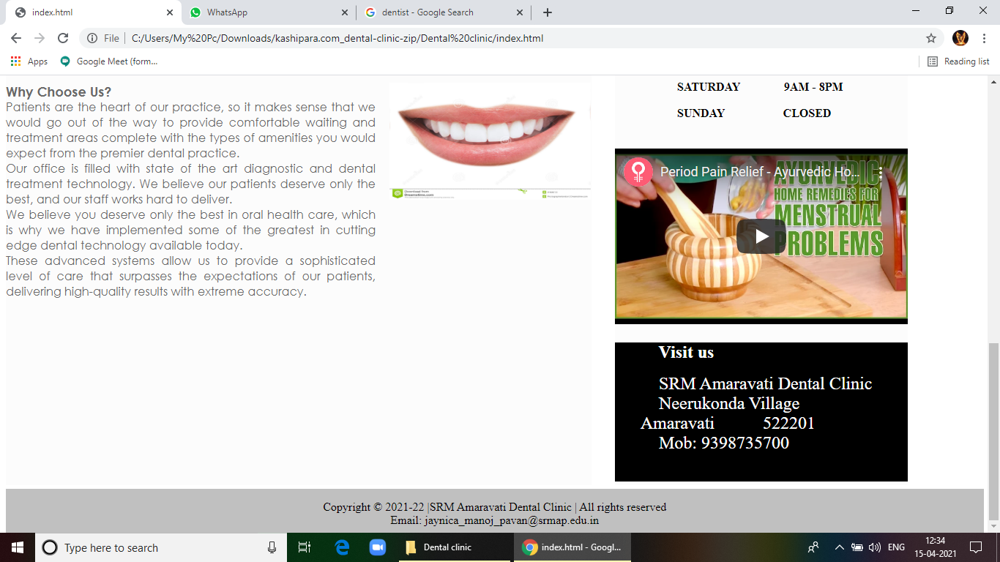 index.html
WhatsApp
dentist - Google Search
File
C:/Users/My%20Pc/Downloads/kashipara.com_dental-clinic-zip/Dental%20clinic/index.html
Apps
Google Meet (form...
Reading list
Why Choose Us?
Patients are the heart of our practice, so it makes sense that we
would go out of the way to provide comfortable waiting and
treatment areas complete with the types of amenities you would
expect from the premier dental practice.
Our office is filled with state of the art diagnostic and dental
treatment technology. We believe our patients deserve only the
best, and our staff works hard to deliver.
We believe you deserve only the best in oral health care, which
is why we have implemented some of the greatest in cutting
edge dental technology available today.
These advanced systems allow us to provide a sophisticated
level of care that surpasses the expectations of our patients,
delivering high-quality results with extreme accuracy.
SATURDAY 9AM - 8PM
SUNDAY CLOSED
Period Pain Relief - Ayurvedic Ho...
AYURVEDIC
HOME REMEDIES FOR
MENSTRUAL
PROBLEMS
Visit us
SRM Amaravati Dental Clinic
Neerukonda Village
Amaravati 522201
Mob: 9398735700
Copyright © 2021-22 |SRM Amaravati Dental Clinic | All rights reserved
Email: jaynica_manoj_pavan@srmap.edu.in
Type here to search
Dental clinic
index.html - Googl...
ENG
12:34
15-04-2021